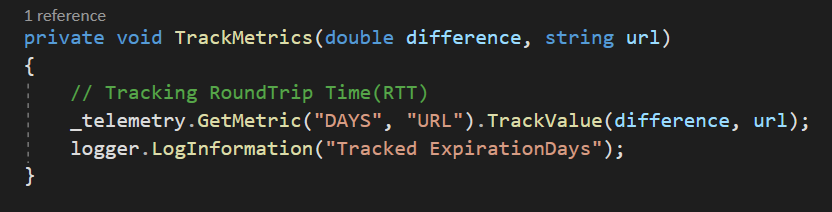 1 reference
private void TrackMetrics(double difference, string url)
{
// Tracking RoundTrip Time(RTT)
_telemetry.GetMetric("DAYS", "URL").TrackValue(difference, url);
logger.LogInformation("Tracked ExpirationDays");
}